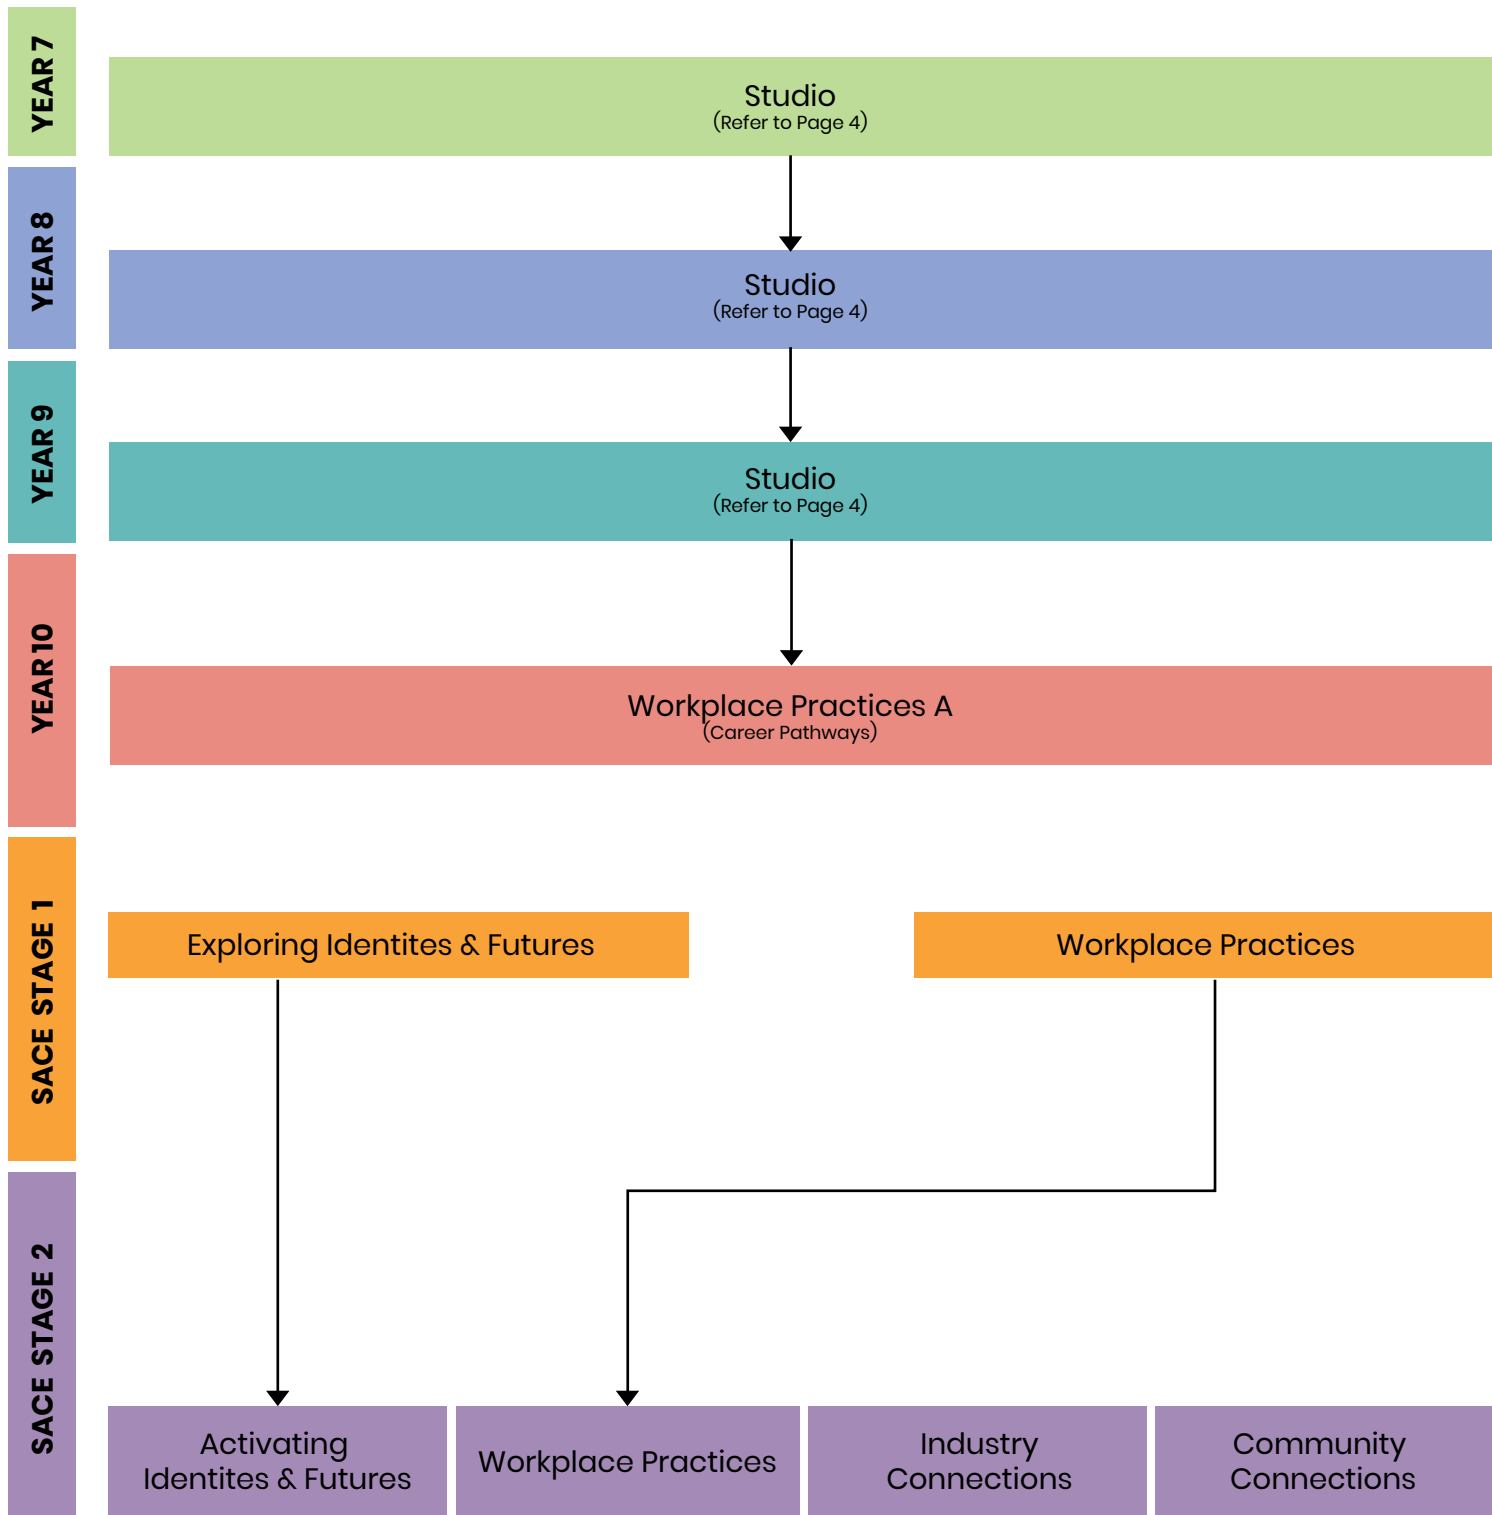 YEAR 7
Studio
(Refer to Page 4)
YEAR 8
Studio
(Refer to Page 4)
YEAR 9
Studio
(Refer to Page 4)
YEAR 10
Workplace Practices A
(Career Pathways)
SACE STAGE 1
Exploring Identites & Futures
Workplace Practices
SACE STAGE 2
Activating
Identites & Futures
Workplace Practices
Industry
Connections
Community
Connections